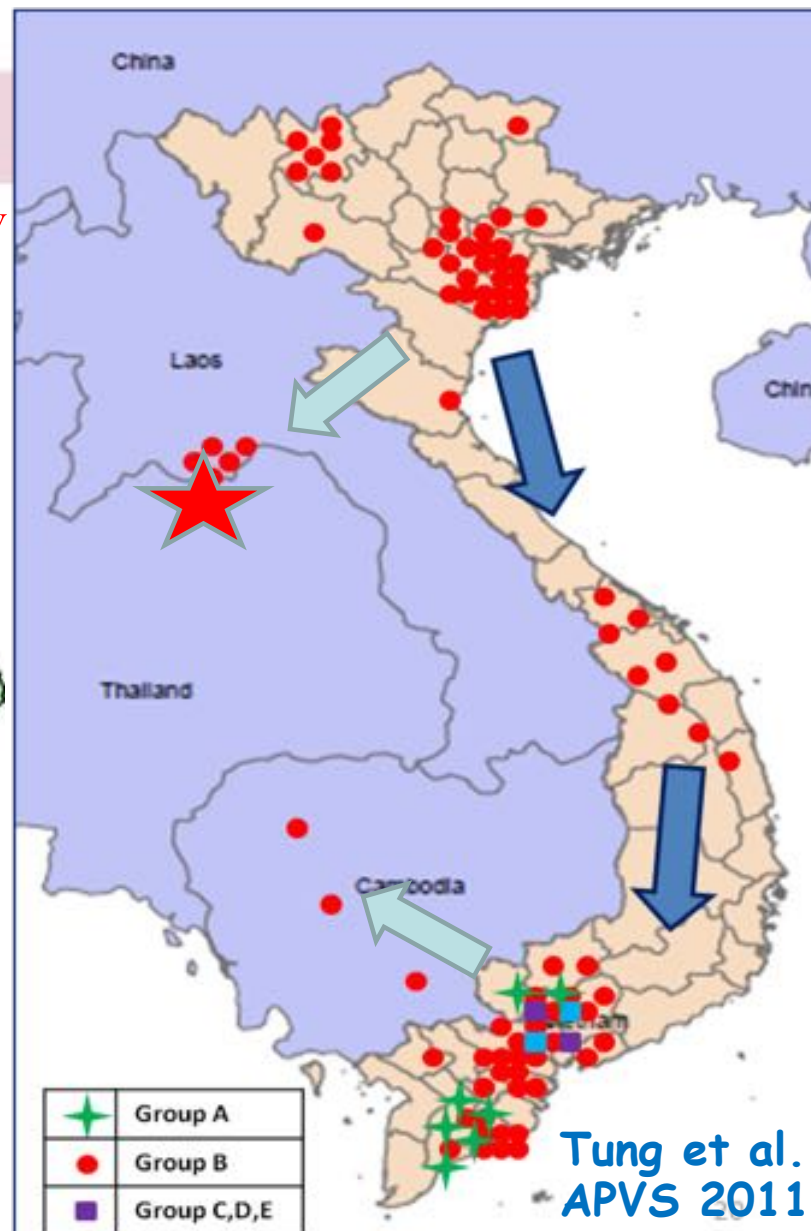 China
Laos
Chin
Thailand
Cambodia
Group A
Group B
Group C,D,E
Tung et al.
APVS 2011